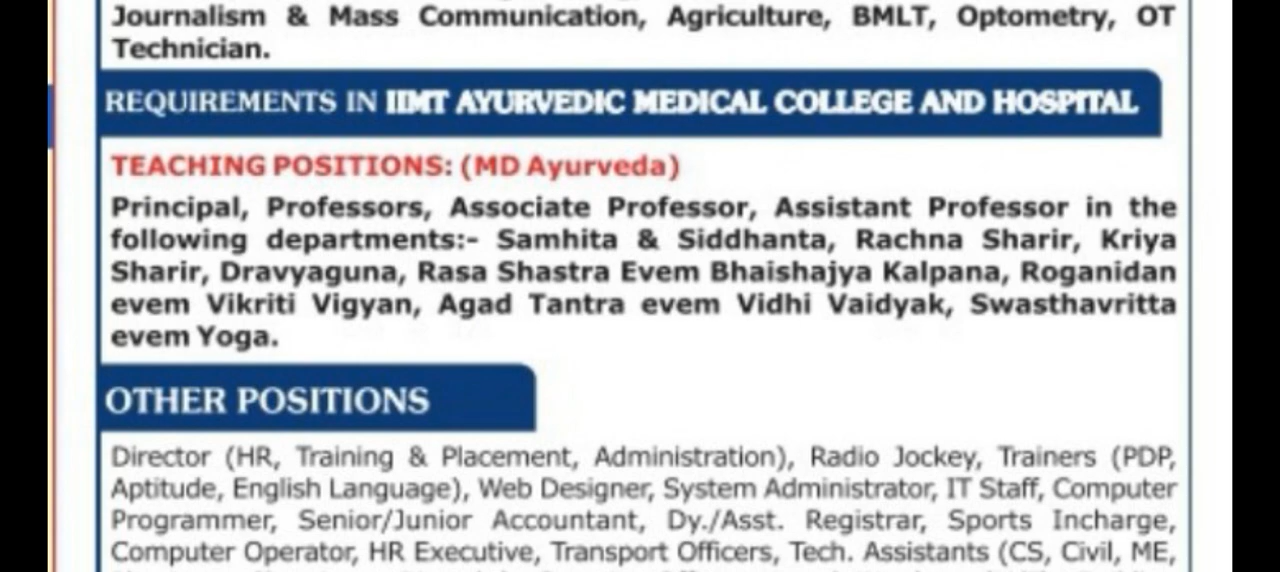 Journalism & Mass Communication, Agriculture, BMLT, Optometry, OT
Technician.
REQUIREMENTS IN IIMT AYURVEDIC MEDICAL COLLEGE AND HOSPITAL
TEACHING POSITIONS: (MD Ayurveda)
Principal, Professors, Associate Professor, Assistant Professor in the
following departments:- Samhita & Siddhanta, Rachna Sharir, Kriya
Sharir, Dravyaguna, Rasa Shastra Evem Bhaishajya Kalpana, Roganidan
evem Vikriti Vigyan, Agad Tantra evem Vidhi Vaidyak, Swasthavritta
evem Yoga.
OTHER POSITIONS
Director (HR, Training & Placement, Administration), Radio Jockey, Trainers (PDP,
Aptitude, English Language), Web Designer, System Administrator, IT Staff, Computer
Programmer, Senior/Junior Accountant, Dy./Asst. Registrar, Sports Incharge,
Computer Operator, HR Executive, Transport Officers, Tech. Assistants (CS, Civil, ME,